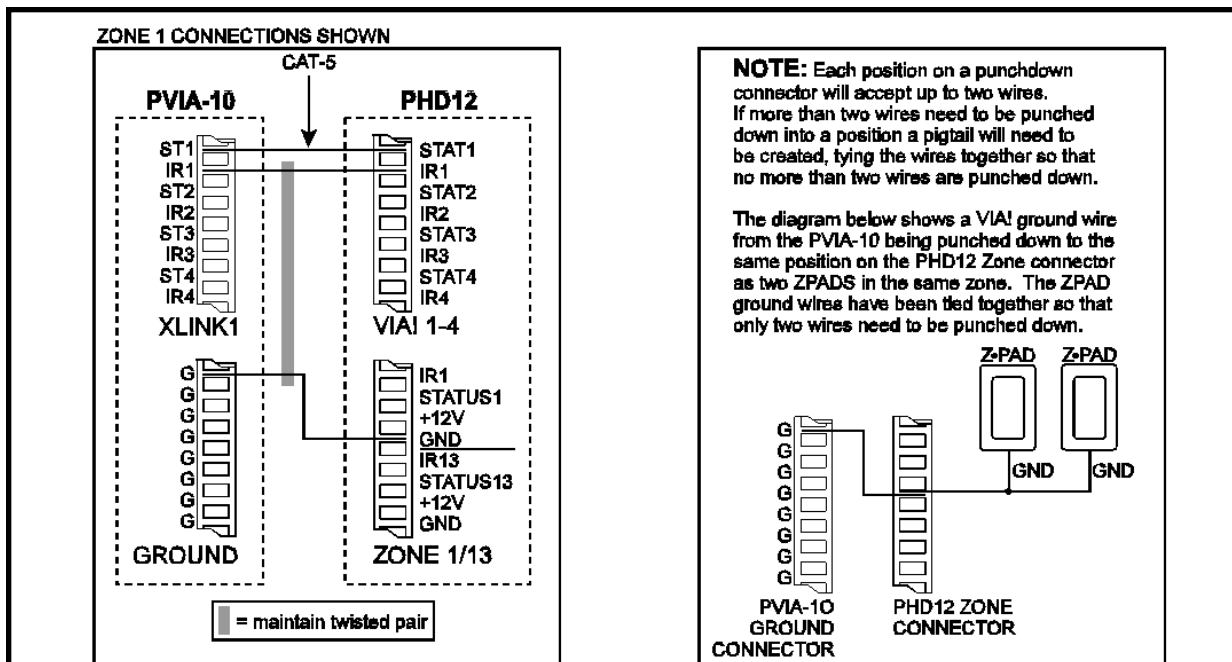 ZONE 1 CONNECTIONS SHOWN
CAT-5
PVIA-10
PHD12
ST1
IR1
ST2
IR2
ST3
IR3
ST4
IR4
XLINK1
STAT1
IR1
STAT2
IR2
STAT3
IR3
STAT4
IR4
VIA! 1-4
G
G
G
G
G
G
G
G
GROUND
IR1
STATUS1
+12V
GND
IR13
STATUS13
+12V
GND
ZONE 1/13
= maintain twisted pair
NOTE: Each position on a punchdown
connector will accept up to two wires.
If more than two wires need to be punched
down into a position a pigtail will need to
be created, tying the wires together so that
no more than two wires are punched down.
The diagram below shows a VIA! ground wire
from the PVIA-10 being punched down to the
same position on the PHD12 Zone connector
as two ZPADS in the same zone. The ZPAD
ground wires have been tied together so that
only two wires need to be punched down.
Z•PAD
Z•PAD
GND
GND
G
G
G
G
G
G
G
G
PVIA-10
GROUND
CONNECTOR
PHD12 ZONE
CONNECTOR